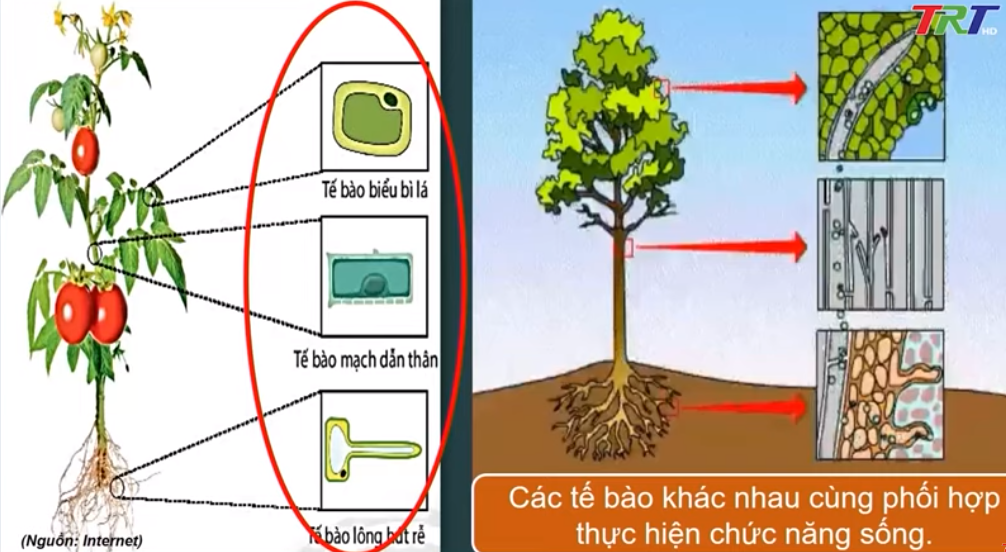 TRT HD
Tế bào biểu bì lá
Tế bào mạch dẫn thân
Tế bào lông hút rễ
(Nguồn: Internet)
Các tế bào khác nhau cùng phối hợp
thực hiện chức năng sống.